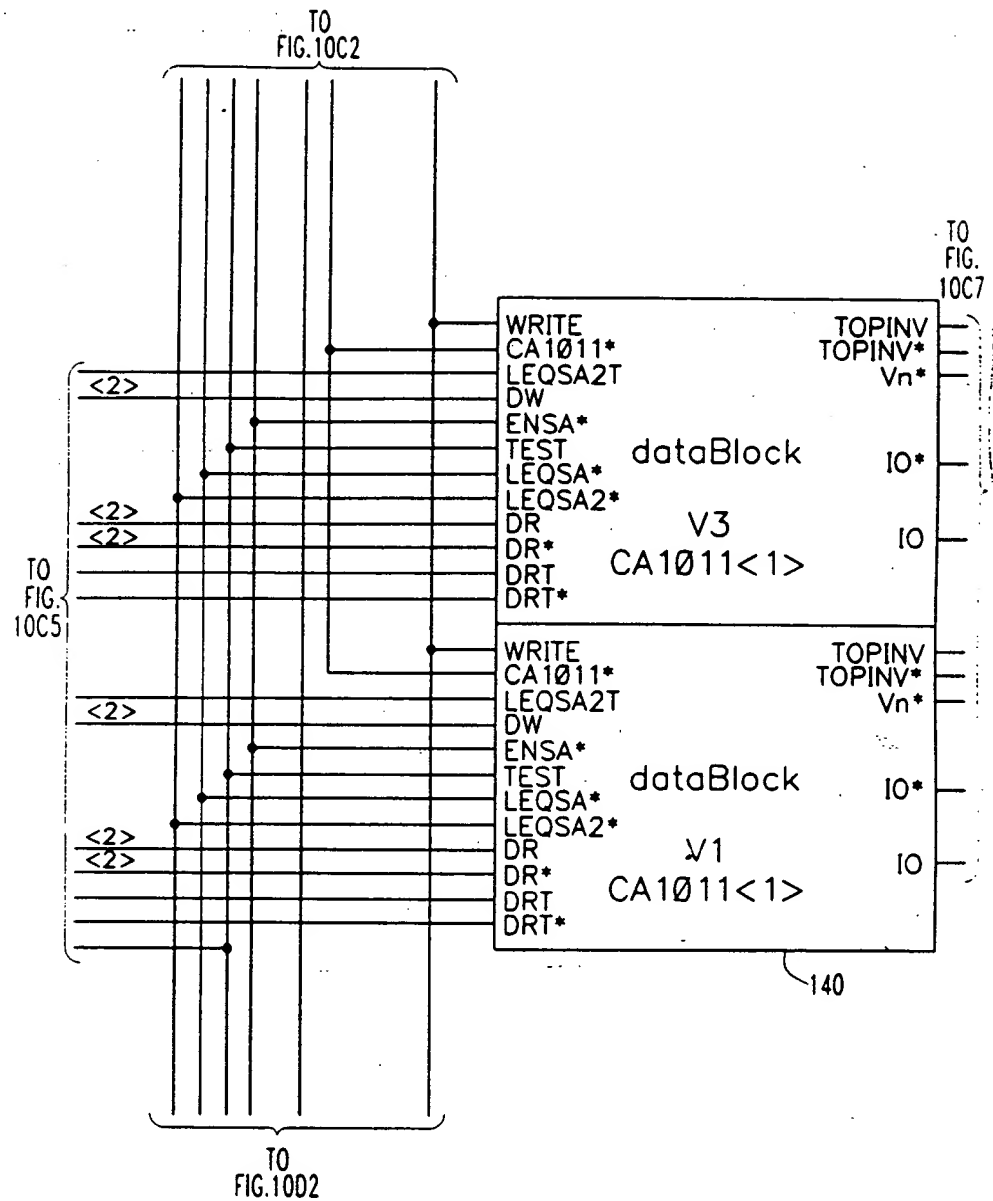 TO
FIG.10C2
TO
FIG.
10C7
WRITE
CA1Ø11*
LEQSA2T
<2>
DW
ENSA*
TEST
LEQSA*
LEQSA2*
<2>
DR
<2>
DR*
DRT
DRT*
dataBlock
V3
CA1Ø11<1>
TOPINV
TOPINV*
Vn*
IO*
IO
TO
FIG.
10C5
WRITE
CA1Ø11*
LEQSA2T
<2>
DW
ENSA*
TEST
LEQSA*
LEQSA2*
<2>
DR
<2>
DR*
DRT
DRT*
dataBlock
V1
CA1Ø11<1>
TOPINV
TOPINV*
Vn*
IO*
IO
140
TO
FIG.10D2